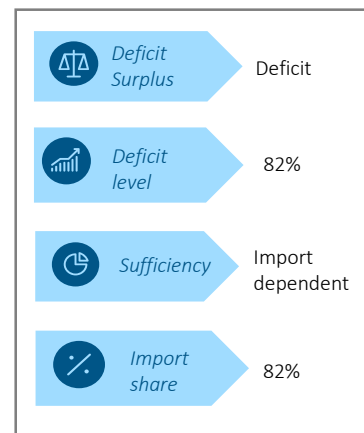 Deficit
Surplus
Deficit
Deficit
level
82%
Sufficiency
Import
dependent
Import
share
82%